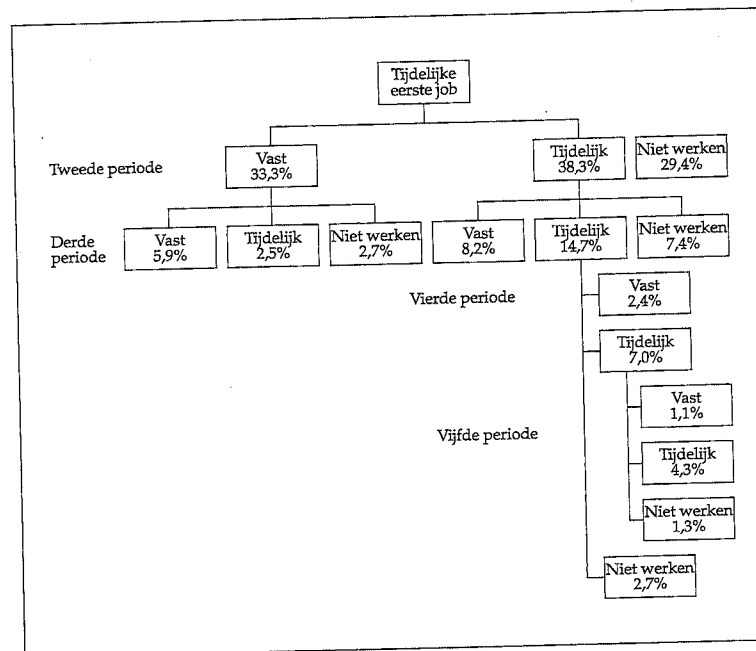 Tijdelijke
eerste job
Tweede periode
Vast
33,3%
Tijdelijk
38,3%
Niet werken
29,4%
Derde
periode
Vast
5,9%
Tijdelijk
2,5%
Niet werken
2,7%
Vast
8,2%
Tijdelijk
14,7%
Niet werken
7,4%
Vierde periode
Vast
2,4%
Tijdelijk
7,0%
Vijfde periode
Vast
1,1%
Tijdelijk
4,3%
Niet werken
1,3%
Niet werken
2,7%